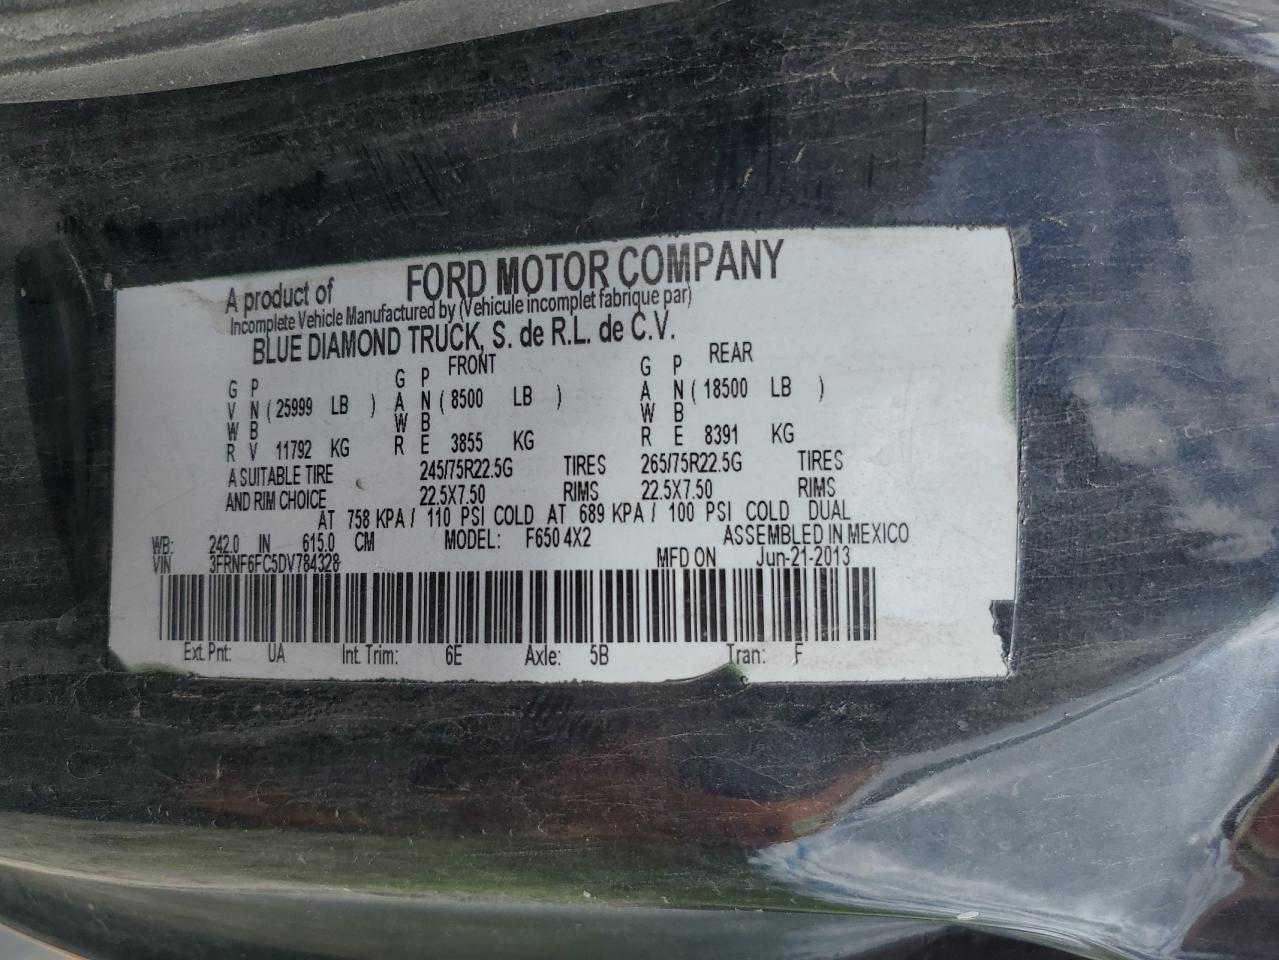 A product of FORD MOTOR COMPANY
Incomplete Vehicle Manufactured by (Vehicule incomplet fabrique par)
BLUE DIAMOND TRUCK, S. de R.L. de C.V.
FRONT REAR
G P G P G P
V N ( 25999 LB ) A N ( 8500 LB ) A N ( 18500 LB )
W B W B W B
R V 11792 KG R E 3855 KG R E 8391 KG
A SUITABLE TIRE 245/75R22.5G TIRES 265/75R22.5G TIRES
AND RIM CHOICE 22.5X7.50 RIMS 22.5X7.50 RIMS
AT 758 KPA / 110 PSI COLD AT 689 KPA / 100 PSI COLD DUAL
WB: 242.0 IN 615.0 CM MODEL: F650 4X2 ASSEMBLED IN MEXICO
VIN 3FRNF6FC5DV784328 MFD ON Jun-21-2013
Ext. Pnt: UA Int. Trim: 6E Axle: 5B Tran: F